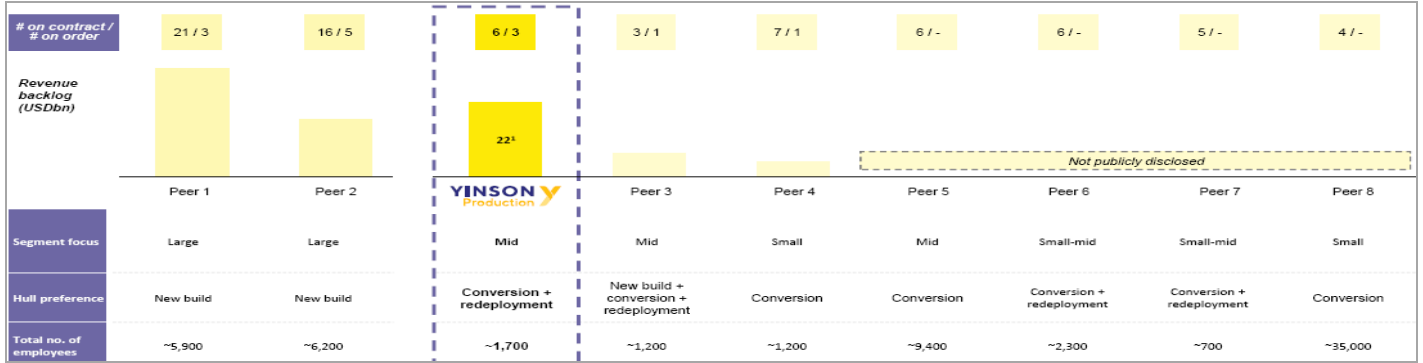 # on contract /
# on order
21 / 3
16 / 5
6 / 3
3 / 1
7 / 1
6 / -
6 / -
5 / -
4 / -
Revenue
backlog
(USDbn)
22¹
Not publicly disclosed
Peer 1
Peer 2
YINSON
Production
Peer 3
Peer 4
Peer 5
Peer 6
Peer 7
Peer 8
Segment focus
Large
Large
Mid
Mid
Small
Mid
Small-mid
Small-mid
Small
Hull preference
New build
New build
Conversion +
redeployment
New build +
conversion +
redeployment
Conversion
Conversion
Conversion +
redeployment
Conversion +
redeployment
Conversion
Total no. of
employees
~5,900
~6,200
~1,700
~1,200
~1,200
~9,400
~2,300
~700
~35,000